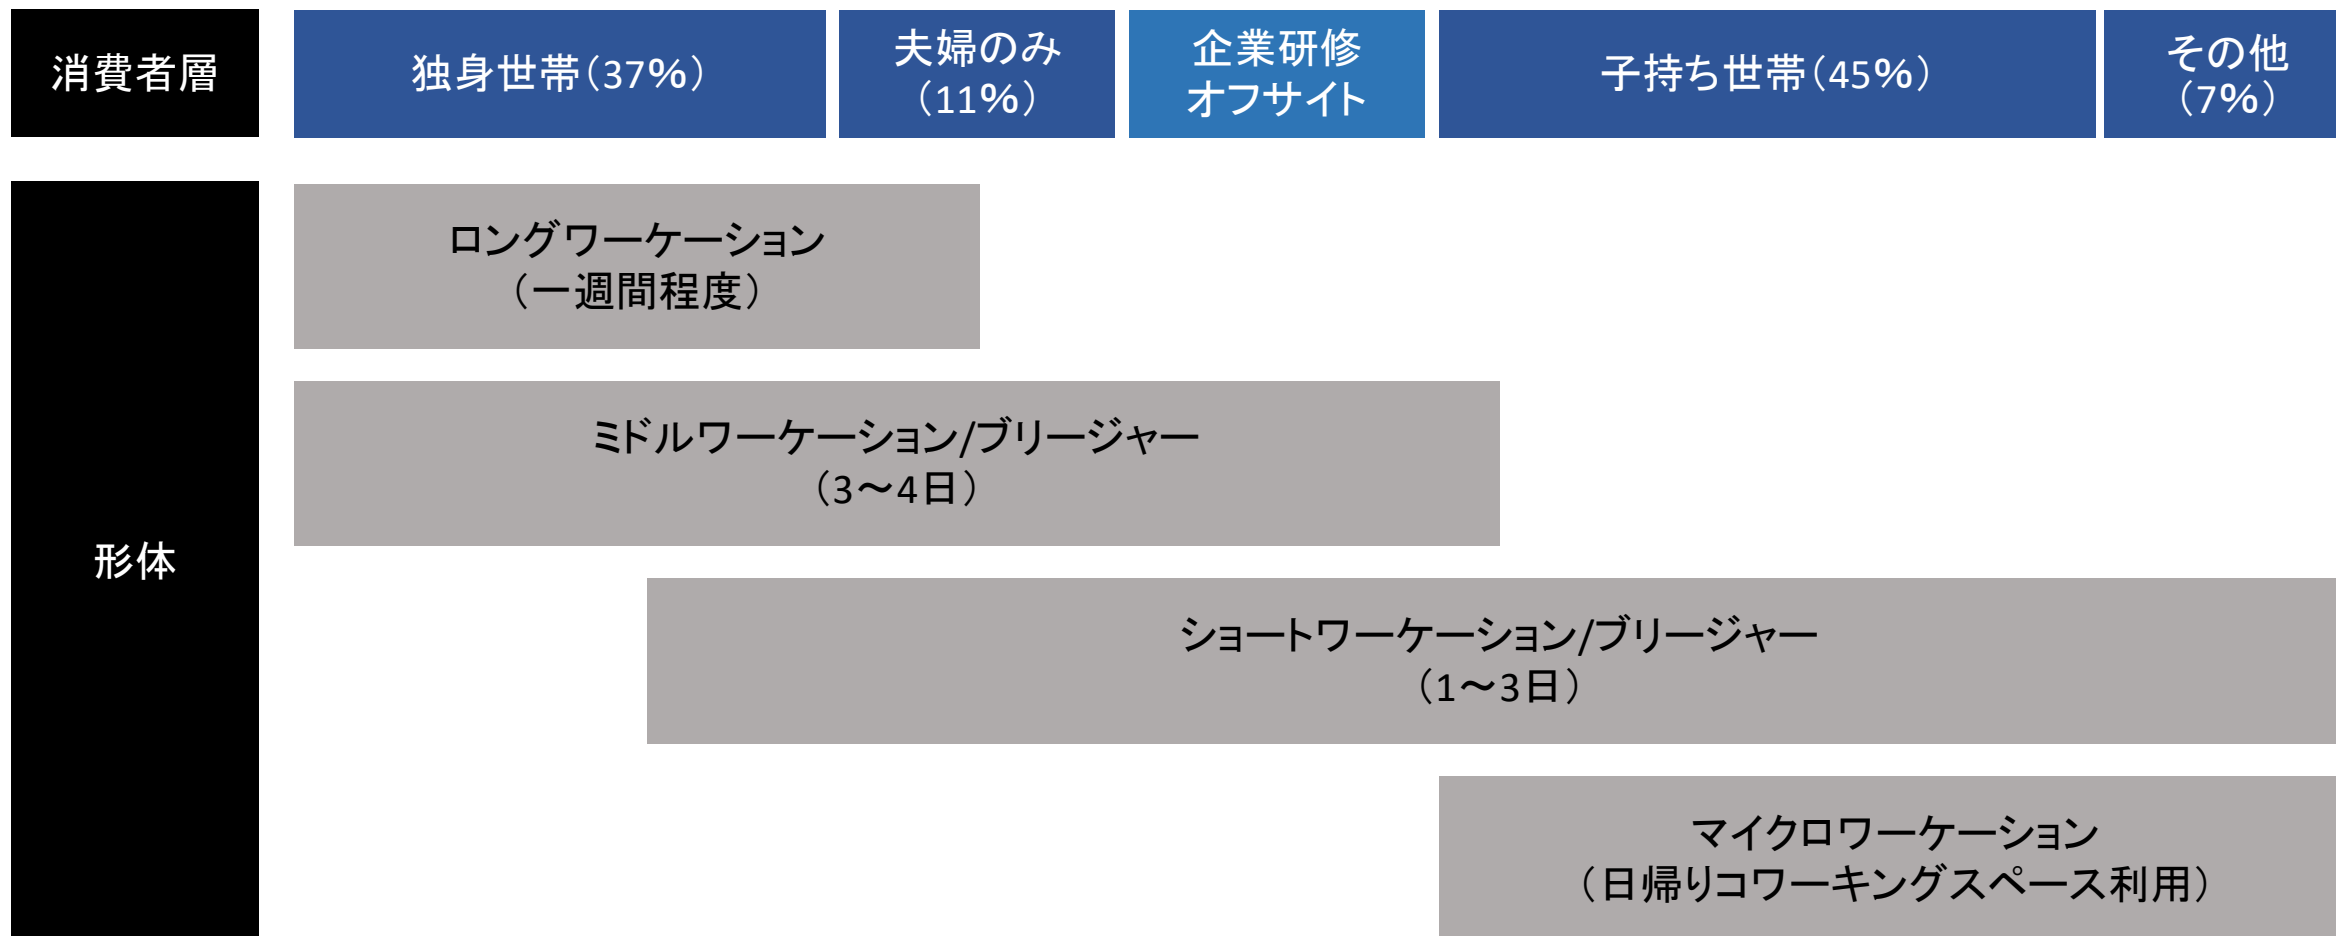 消費者層
独身世帯（37%）
夫婦のみ
（11%）
企業研修
オフサイト
子持ち世帯（45%）
その他
（7%）
形体
ロングワーケーション
（一週間程度）
ミドルワーケーション/ブリージャー
（3～4日）
ショートワーケーション/ブリージャー
（1～3日）
マイクロワーケーション
（日帰りコワーキングスペース利用）